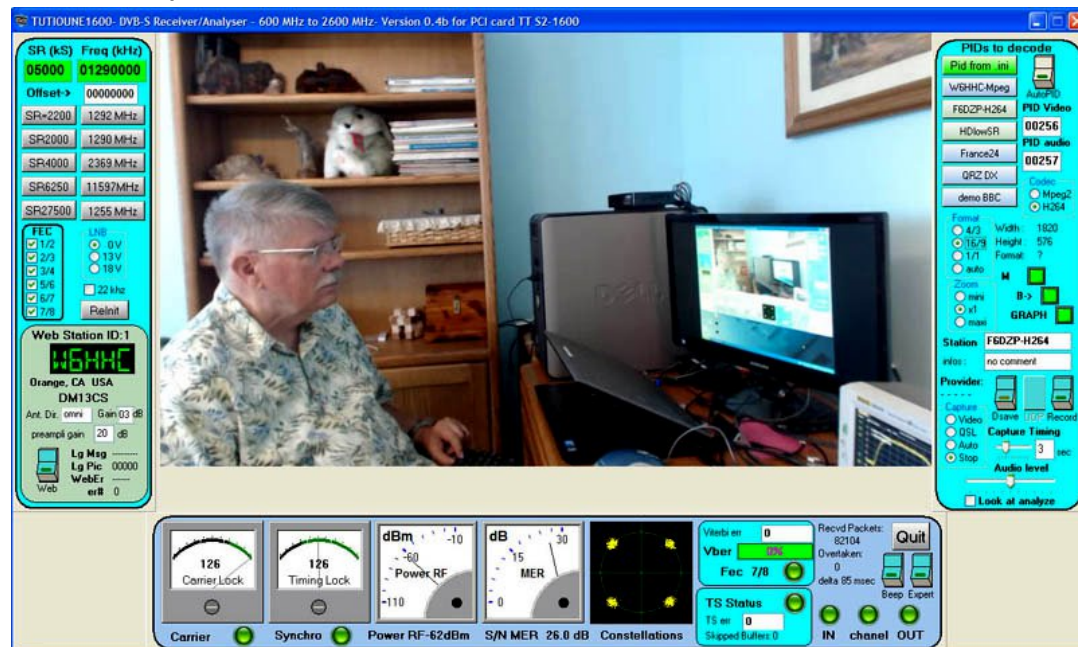 TUTIOUNE1600- DVB-S Receiver/Analyser - 600 MHz to 2600 MHz- Version 0.4b for PCI card TT S2-1600
SR (kS) Freq (kHz)
05000 01290000
Offset-> 00000000
SR=2200 1292 MHz
SR2000 1290 MHz
SR4000 2369 MHz
SR6250 11597MHz
SR27500 1255 MHz
FEC
1/2
2/3
3/4
5/6
6/7
7/8
LNB
0 V
13 V
18 V
22 khz
ReInit
Web Station ID:1
W6HHC
Orange, CA USA
DM13CS
Ant. Dir. omni Gain 03 dB
preampli gain 20 dB
Lg Msg ------
Lg Pic 00000
WebEr -----
er# 0
Web
DELL
PIDs to decode
Pid from .ini
W6HHC-Mpeg
F6DZP-H264
HDlowSR
France24
QRZ DX
demo BBC
AutoPID
PID Video
00256
PID audio
00257
Codec
Mpeg2
H264
Format
4/3
16/9
1/1
auto
Width: 1820
Height: 576
Format: ?
Zoom
mini
x1
maxi
M
B->
GRAPH
Station F6DZP-H264
infos : no comment
Provider:
-----
Capture
Video
QSL
Auto
Stop
Dsave UDP Record
Capture Timing
3 sec
Audio level
Look at analyze
126
Carrier Lock
Carrier
126
Timing Lock
Synchro
dBm -10
-60
Power RF
-110
Power RF-62dBm
dB 30
15
MER
0
S/N MER 26.0 dB
Constellations
Viterbi err 0
Vber 0%
Fec 7/8
TS Status
TS err 0
Skipped Buffers: 0
Recvd Packets:
82104
Overtaken:
0
delta 85 msec
Quit
Beep Expert
IN chanel OUT